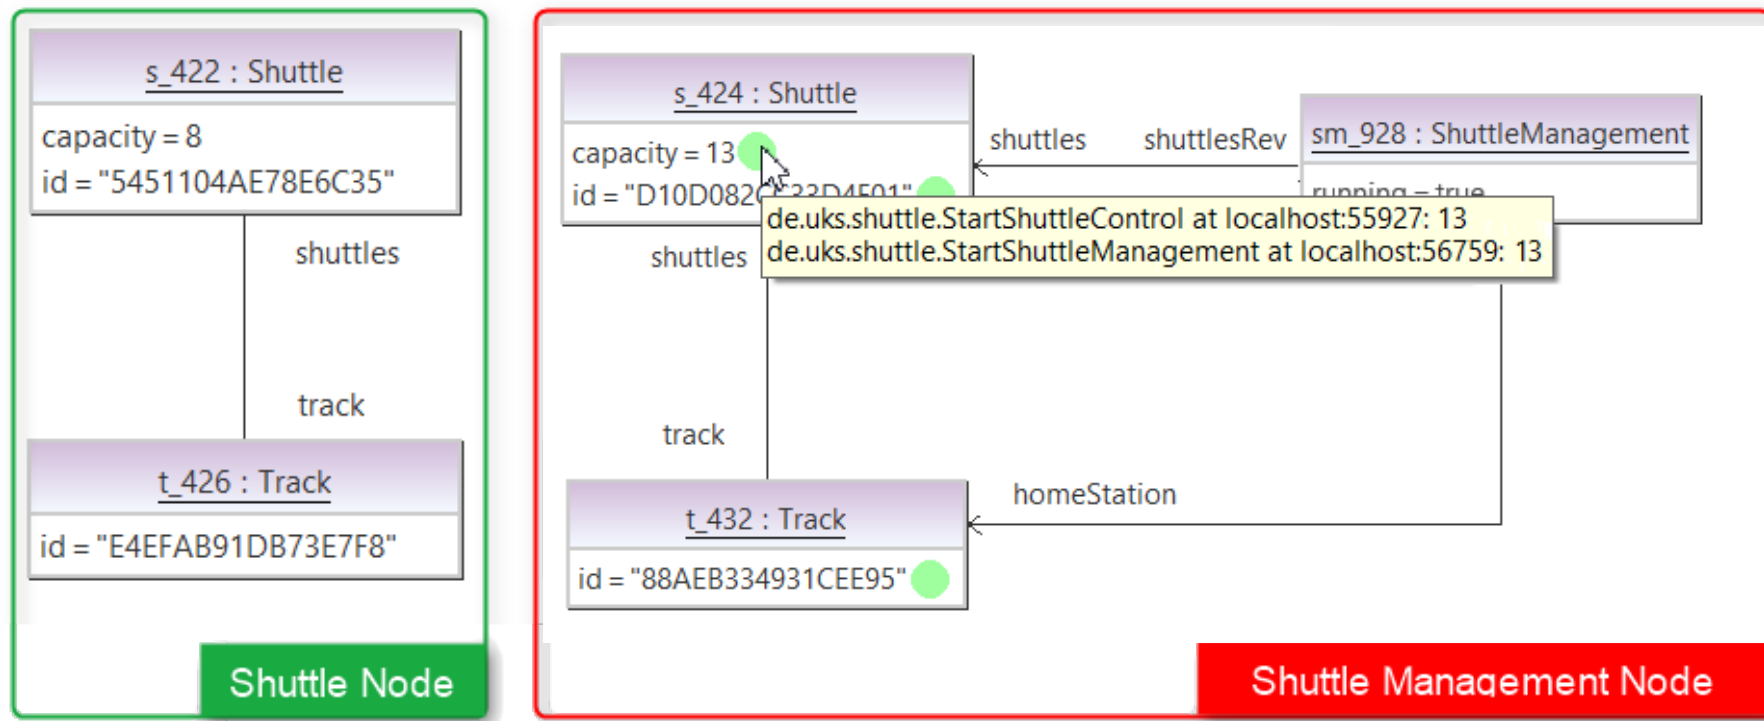 s_422 : Shuttle
capacity = 8
id = "5451104AE78E6C35"
shuttles
track
t_426 : Track
id = "E4EFAB91DB73E7F8"
Shuttle Node
s_424 : Shuttle
capacity = 13
shuttles shuttlesRev
sm_928 : ShuttleManagement
running = true
de.uks.shuttle.StartShuttleControl at localhost:55927: 13
de.uks.shuttle.StartShuttleManagement at localhost:56759: 13
shuttles
track
homeStation
t_432 : Track
id = "88AEB334931CEE95"
Shuttle Management Node